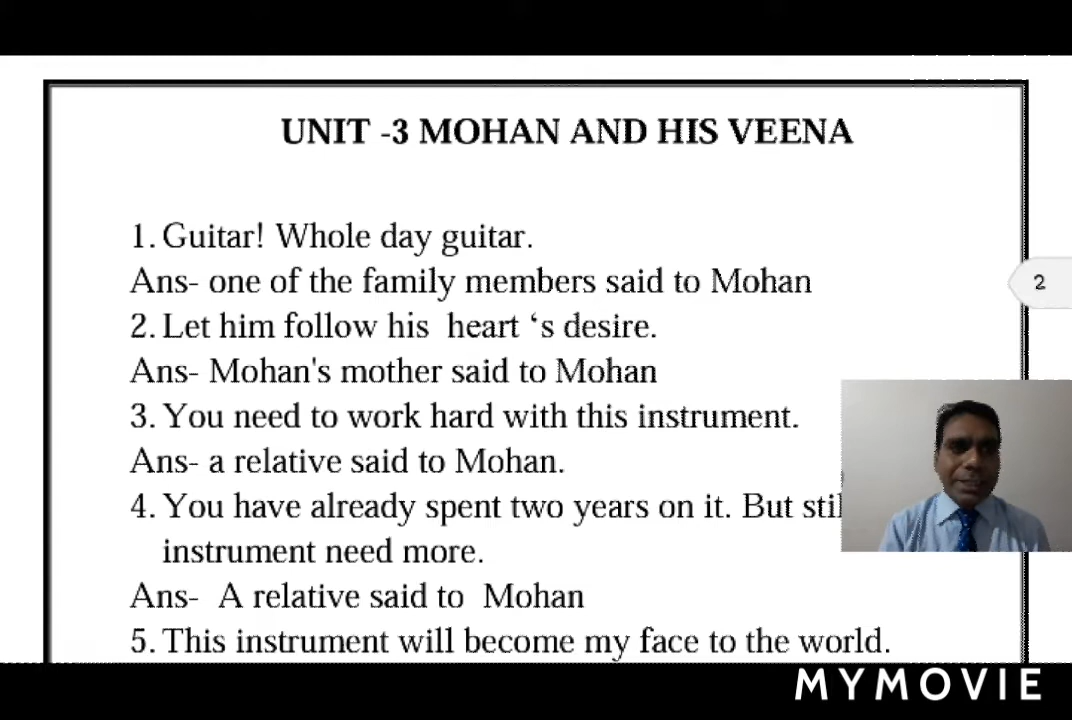 UNIT -3 MOHAN AND HIS VEENA
1. Guitar! Whole day guitar.
Ans- one of the family members said to Mohan
2. Let him follow his heart ‘s desire.
2
Ans- Mohan's mother said to Mohan
3. You need to work hard with this instrument.
Ans- a relative said to Mohan.
4. You have already spent two years on it. But
instrument need more.
Ans- A relative said to Mohan
5. This instrument will become my face to the world.
MYMOVIE